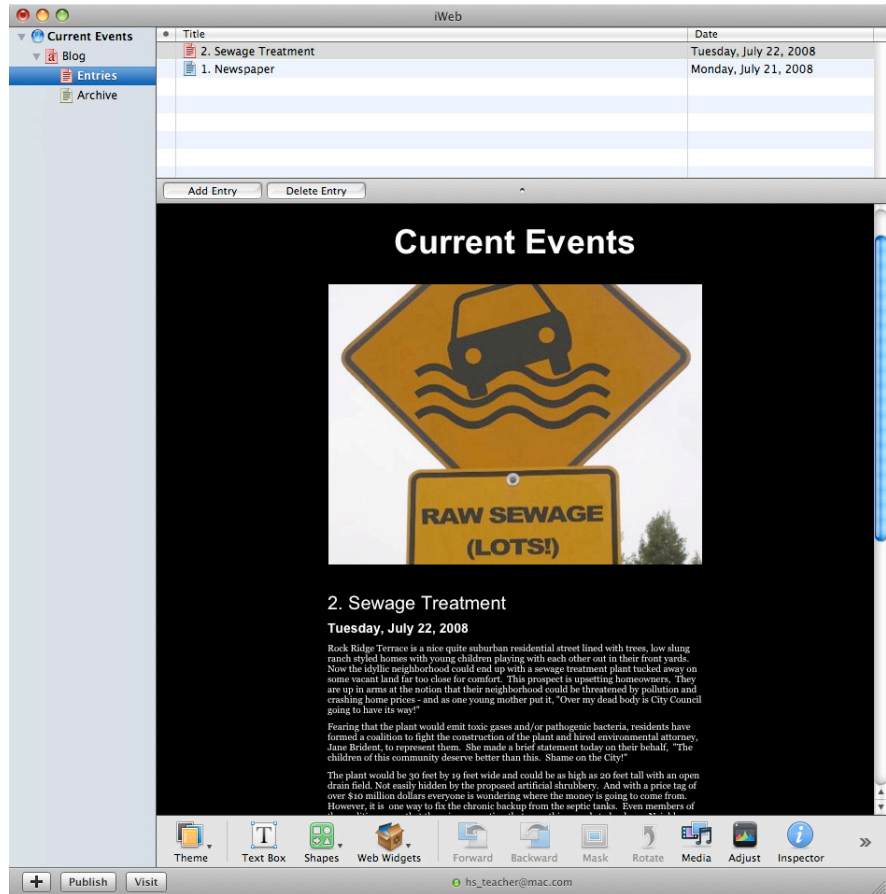 iWeb
Current Events
Blog
Entries
Archive
Title Date
2. Sewage Treatment Tuesday, July 22, 2008
1. Newspaper Monday, July 21, 2008
Add Entry Delete Entry
Current Events
RAW SEWAGE
(LOTS!)
2. Sewage Treatment
Tuesday, July 22, 2008
Rock Ridge Terrace is a nice quite suburban residential street lined with trees, low slung
ranch styled homes with young children playing with each other out in their front yards.
Now the idyllic neighborhood could end up with a sewage treatment plant tucked away on
some vacant land far too close for comfort. This prospect is upsetting homeowners, They
are up in arms at the notion that their neighborhood could be threatened by pollution and
crashing home prices - and as one young mother put it, "Over my dead body is City Council
going to have its way!"
Fearing that the plant would emit toxic gases and/or pathogenic bacteria, residents have
formed a coalition to fight the construction of the plant and hired environmental attorney,
Jane Brident, to represent them. She made a brief statement today on their behalf, "The
children of this community deserve better than this. Shame on the City!"
The plant would be 30 feet by 19 feet wide and could be as high as 20 feet tall with an open
drain field. Not easily hidden by the proposed artificial shrubbery. And with a price tag of
over $10 million dollars everyone is wondering where the money is going to come from.
However, it is one way to fix the chronic backup from the septic tanks. Even members of
Theme Text Box Shapes Web Widgets Forward Backward Mask Rotate Media Adjust Inspector
Publish Visit hs_teacher@mac.com